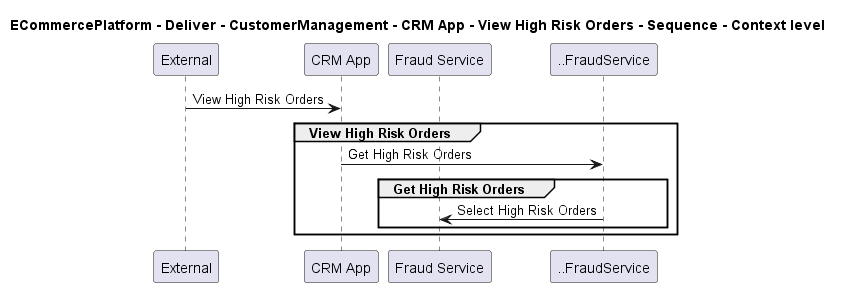 ECommercePlatform - Deliver - CustomerManagement - CRM App - View High Risk Orders - Sequence - Context level
External
CRM App
Fraud Service
..FraudService
View High Risk Orders
View High Risk Orders
Get High Risk Orders
Get High Risk Orders
Select High Risk Orders
External
CRM App
Fraud Service
..FraudService